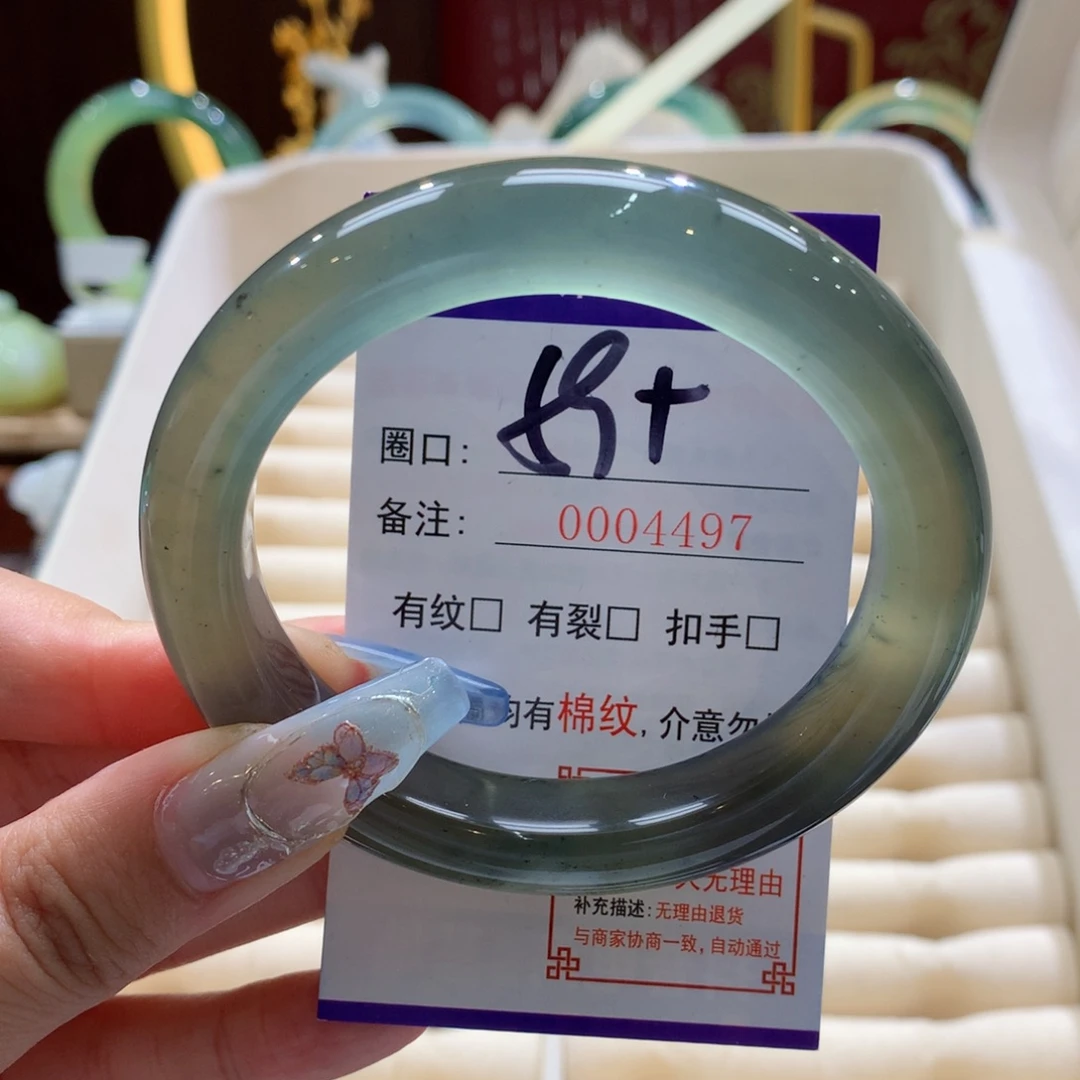 圈口:
备注: 0004497
有纹□ 有裂□ 扣手□
均有棉纹, 介意勿
无理由
补充描述: 无理由退货
与商家协商一致, 自动通过